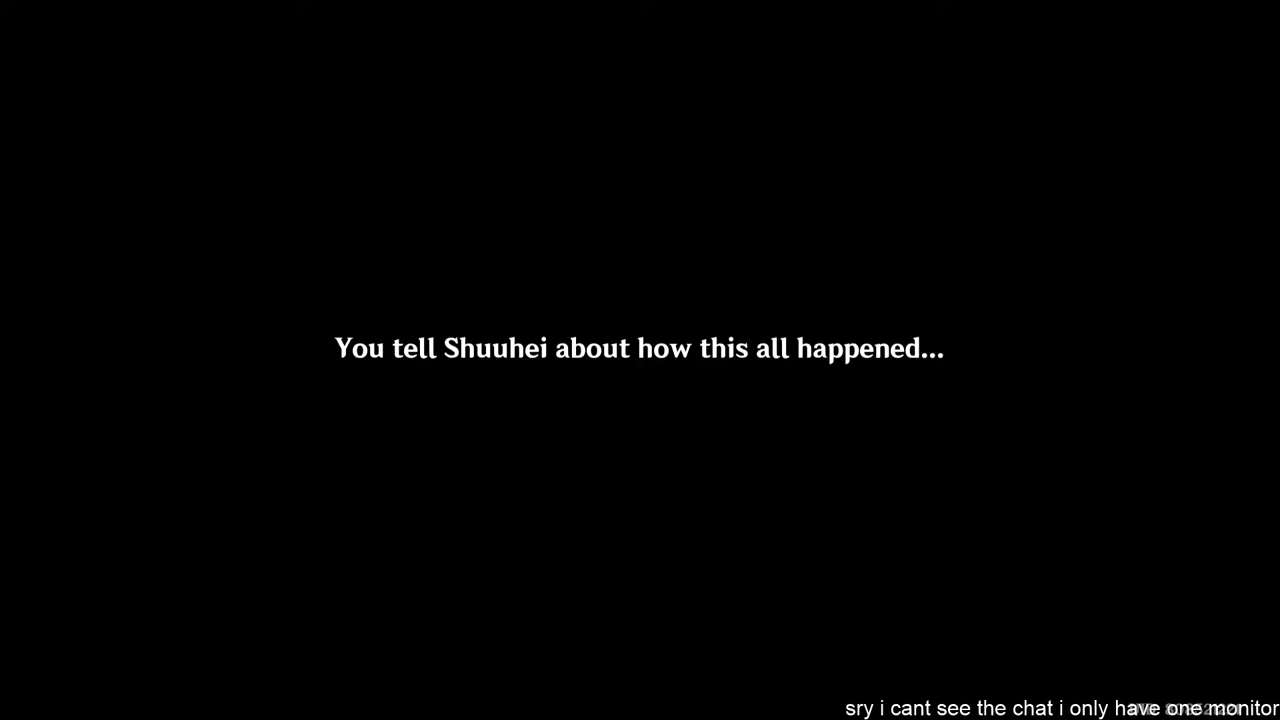 You tell Shuuhei about how this all happened...
sry i cant see the chat i only have one monitor